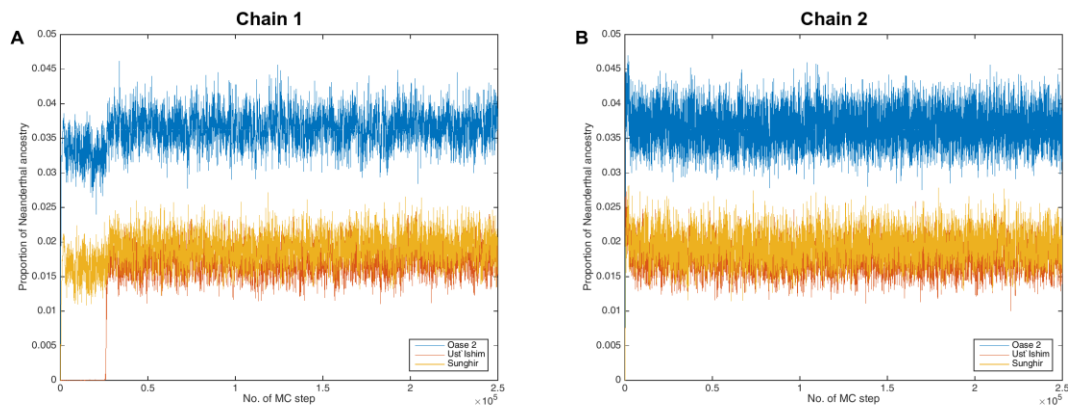 Chain 1
A
Proportion of Neanderthal ancestry
0.05
0.045
0.04
0.035
0.03
0.025
0.02
0.015
0.01
0.005
0
0 0.5 1 1.5 2 2.5
No. of MC step
×10⁵
Oase 2
Ust`Ishim
Sunghir
Chain 2
B
Proportion of Neanderthal ancestry
0.05
0.045
0.04
0.035
0.03
0.025
0.02
0.015
0.01
0.005
0
0 0.5 1 1.5 2 2.5
No. of MC step
×10⁵
Oase 2
Ust`Ishim
Sunghir